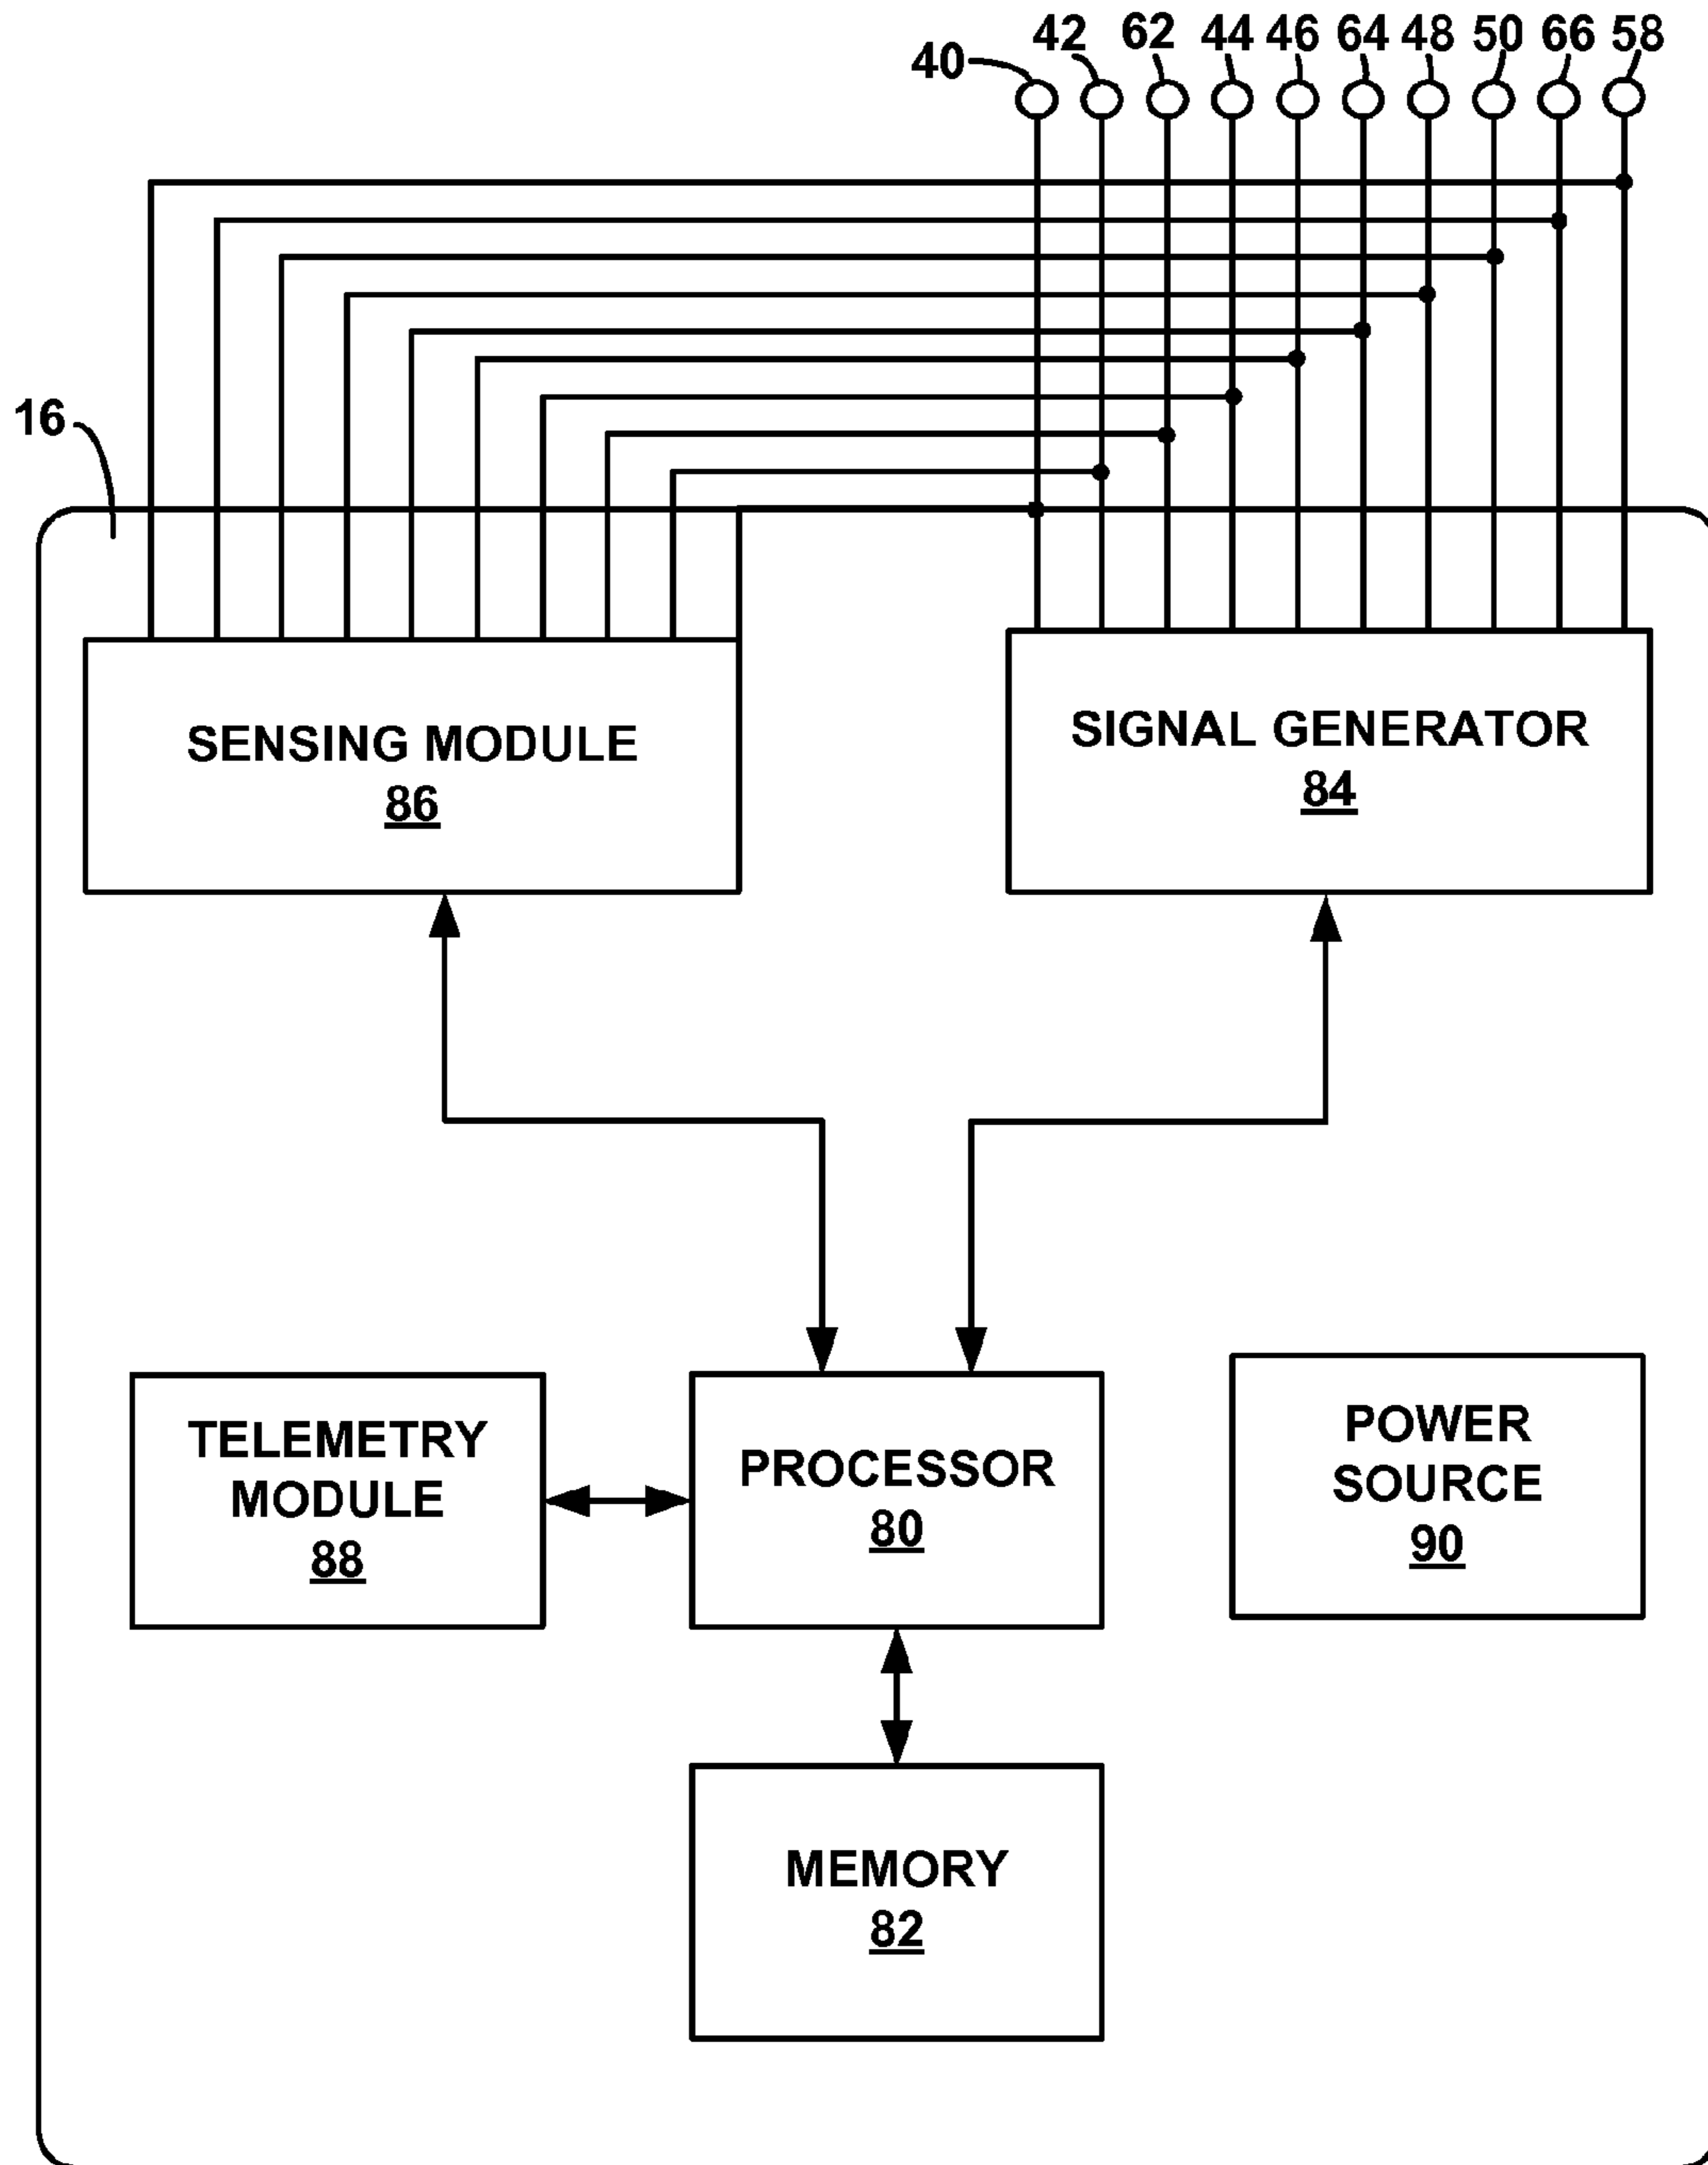 40 42 62 44 46 64 48 50 66 58
16
SENSING MODULE
86
SIGNAL GENERATOR
84
TELEMETRY
MODULE
88
PROCESSOR
80
POWER
SOURCE
90
MEMORY
82